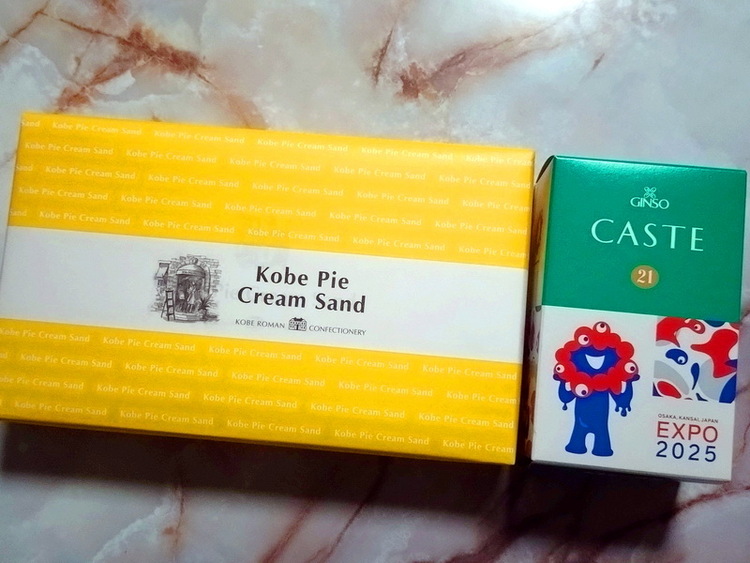 Kobe Pie Cream Sand
Kobe Pie
Cream Sand
KOBE ROMAN CONFECTIONERY
GINSO
CASTE
21
OSAKA, KANSAI, JAPAN
EXPO
2025